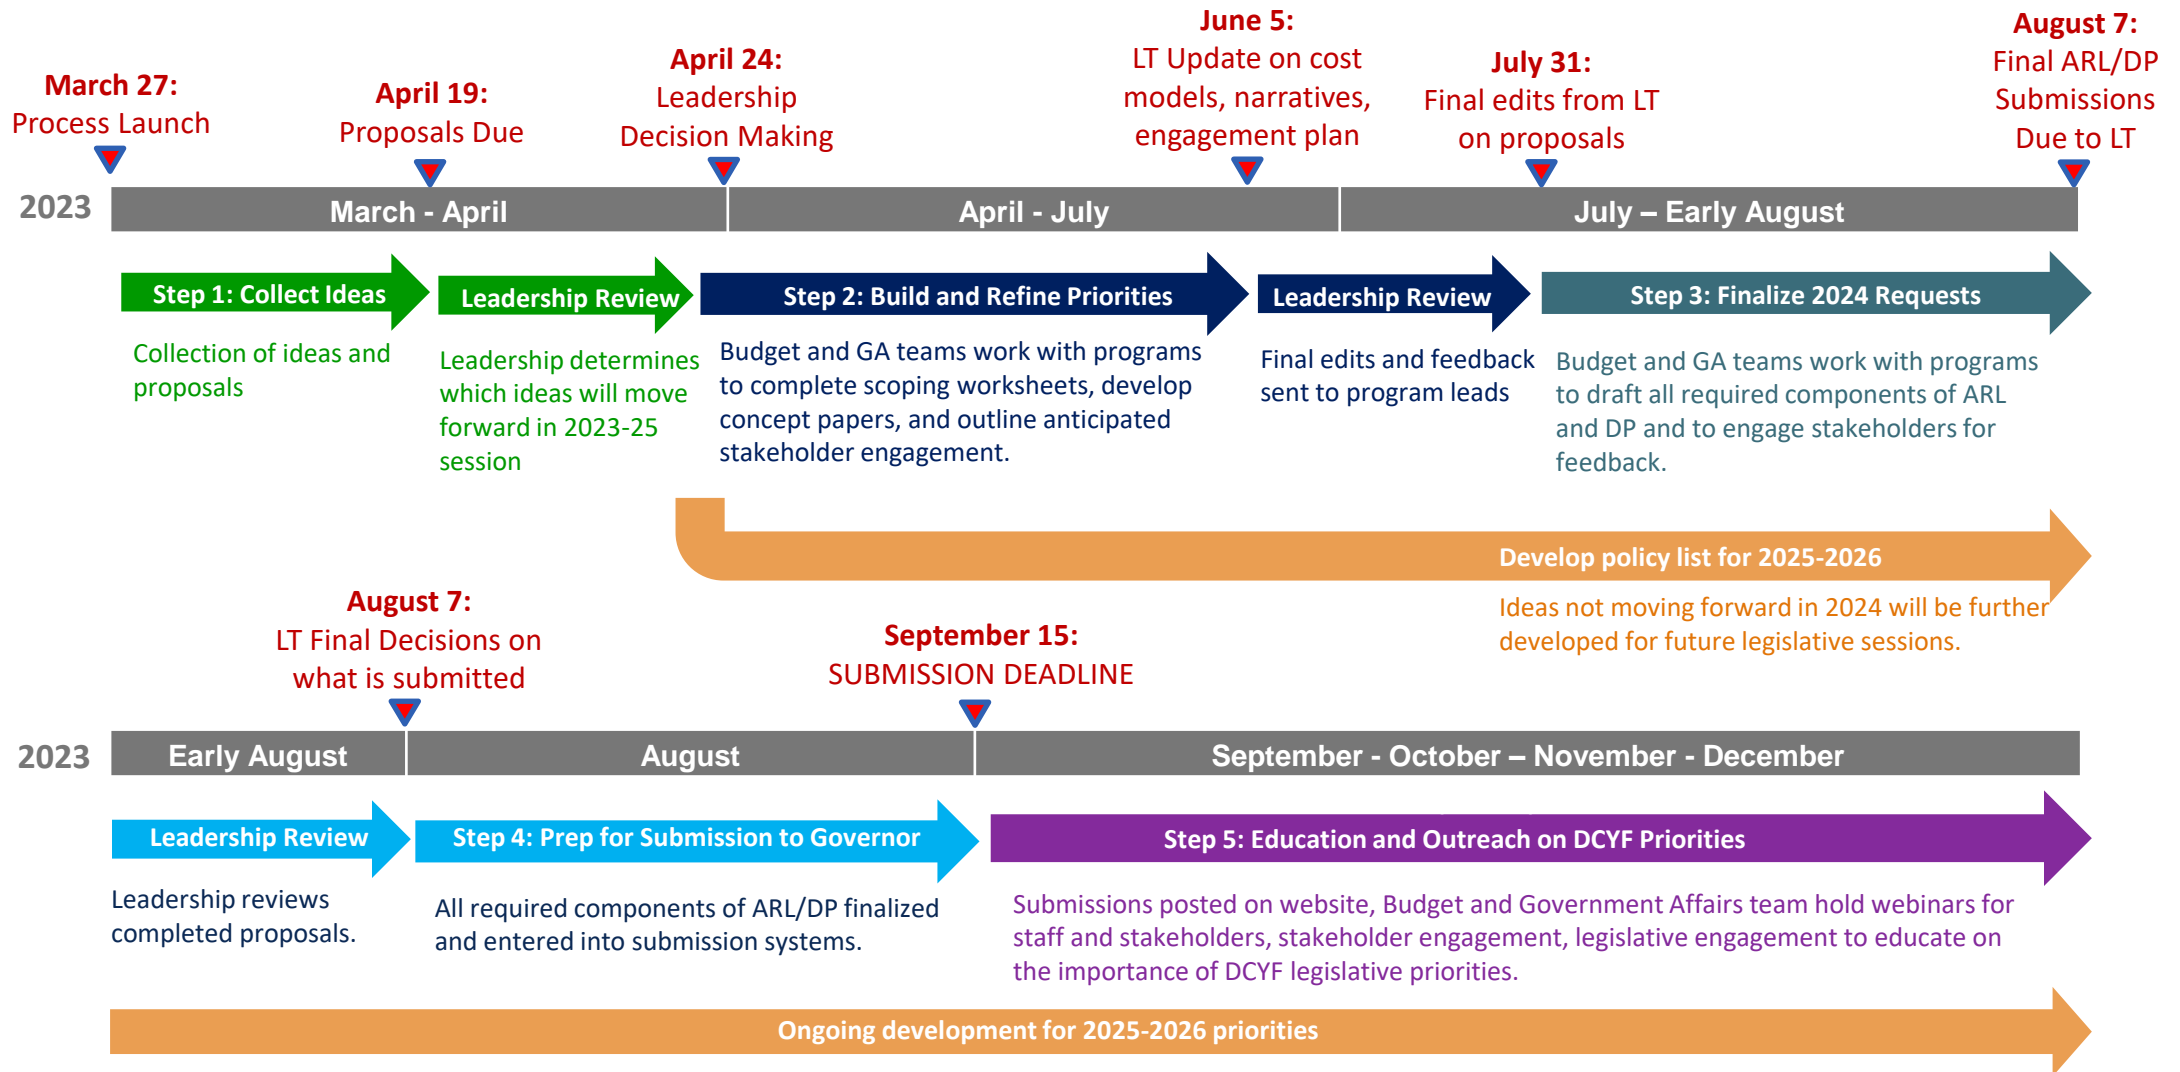 March 27:
Process Launch
April 19:
Proposals Due
April 24:
Leadership
Decision Making
June 5:
LT Update on cost
models, narratives,
engagement plan
July 31:
Final edits from LT
on proposals
August 7:
Final ARL/DP
Submissions
Due to LT
2023
March - April
April - July
July – Early August
Step 1: Collect Ideas
Leadership Review
Step 2: Build and Refine Priorities
Leadership Review
Step 3: Finalize 2024 Requests
Collection of ideas and
proposals
Leadership determines
which ideas will move
forward in 2023-25
session
Budget and GA teams work with programs
to complete scoping worksheets, develop
concept papers, and outline anticipated
stakeholder engagement.
Final edits and feedback
sent to program leads
Budget and GA teams work with programs
to draft all required components of ARL
and DP and to engage stakeholders for
feedback.
Develop policy list for 2025-2026
Ideas not moving forward in 2024 will be further
developed for future legislative sessions.
August 7:
LT Final Decisions on
what is submitted
September 15:
SUBMISSION DEADLINE
2023
Early August
August
September - October – November - December
Leadership Review
Step 4: Prep for Submission to Governor
Step 5: Education and Outreach on DCYF Priorities
Leadership reviews
completed proposals.
All required components of ARL/DP finalized
and entered into submission systems.
Submissions posted on website, Budget and Government Affairs team hold webinars for
staff and stakeholders, stakeholder engagement, legislative engagement to educate on
the importance of DCYF legislative priorities.
Ongoing development for 2025-2026 priorities